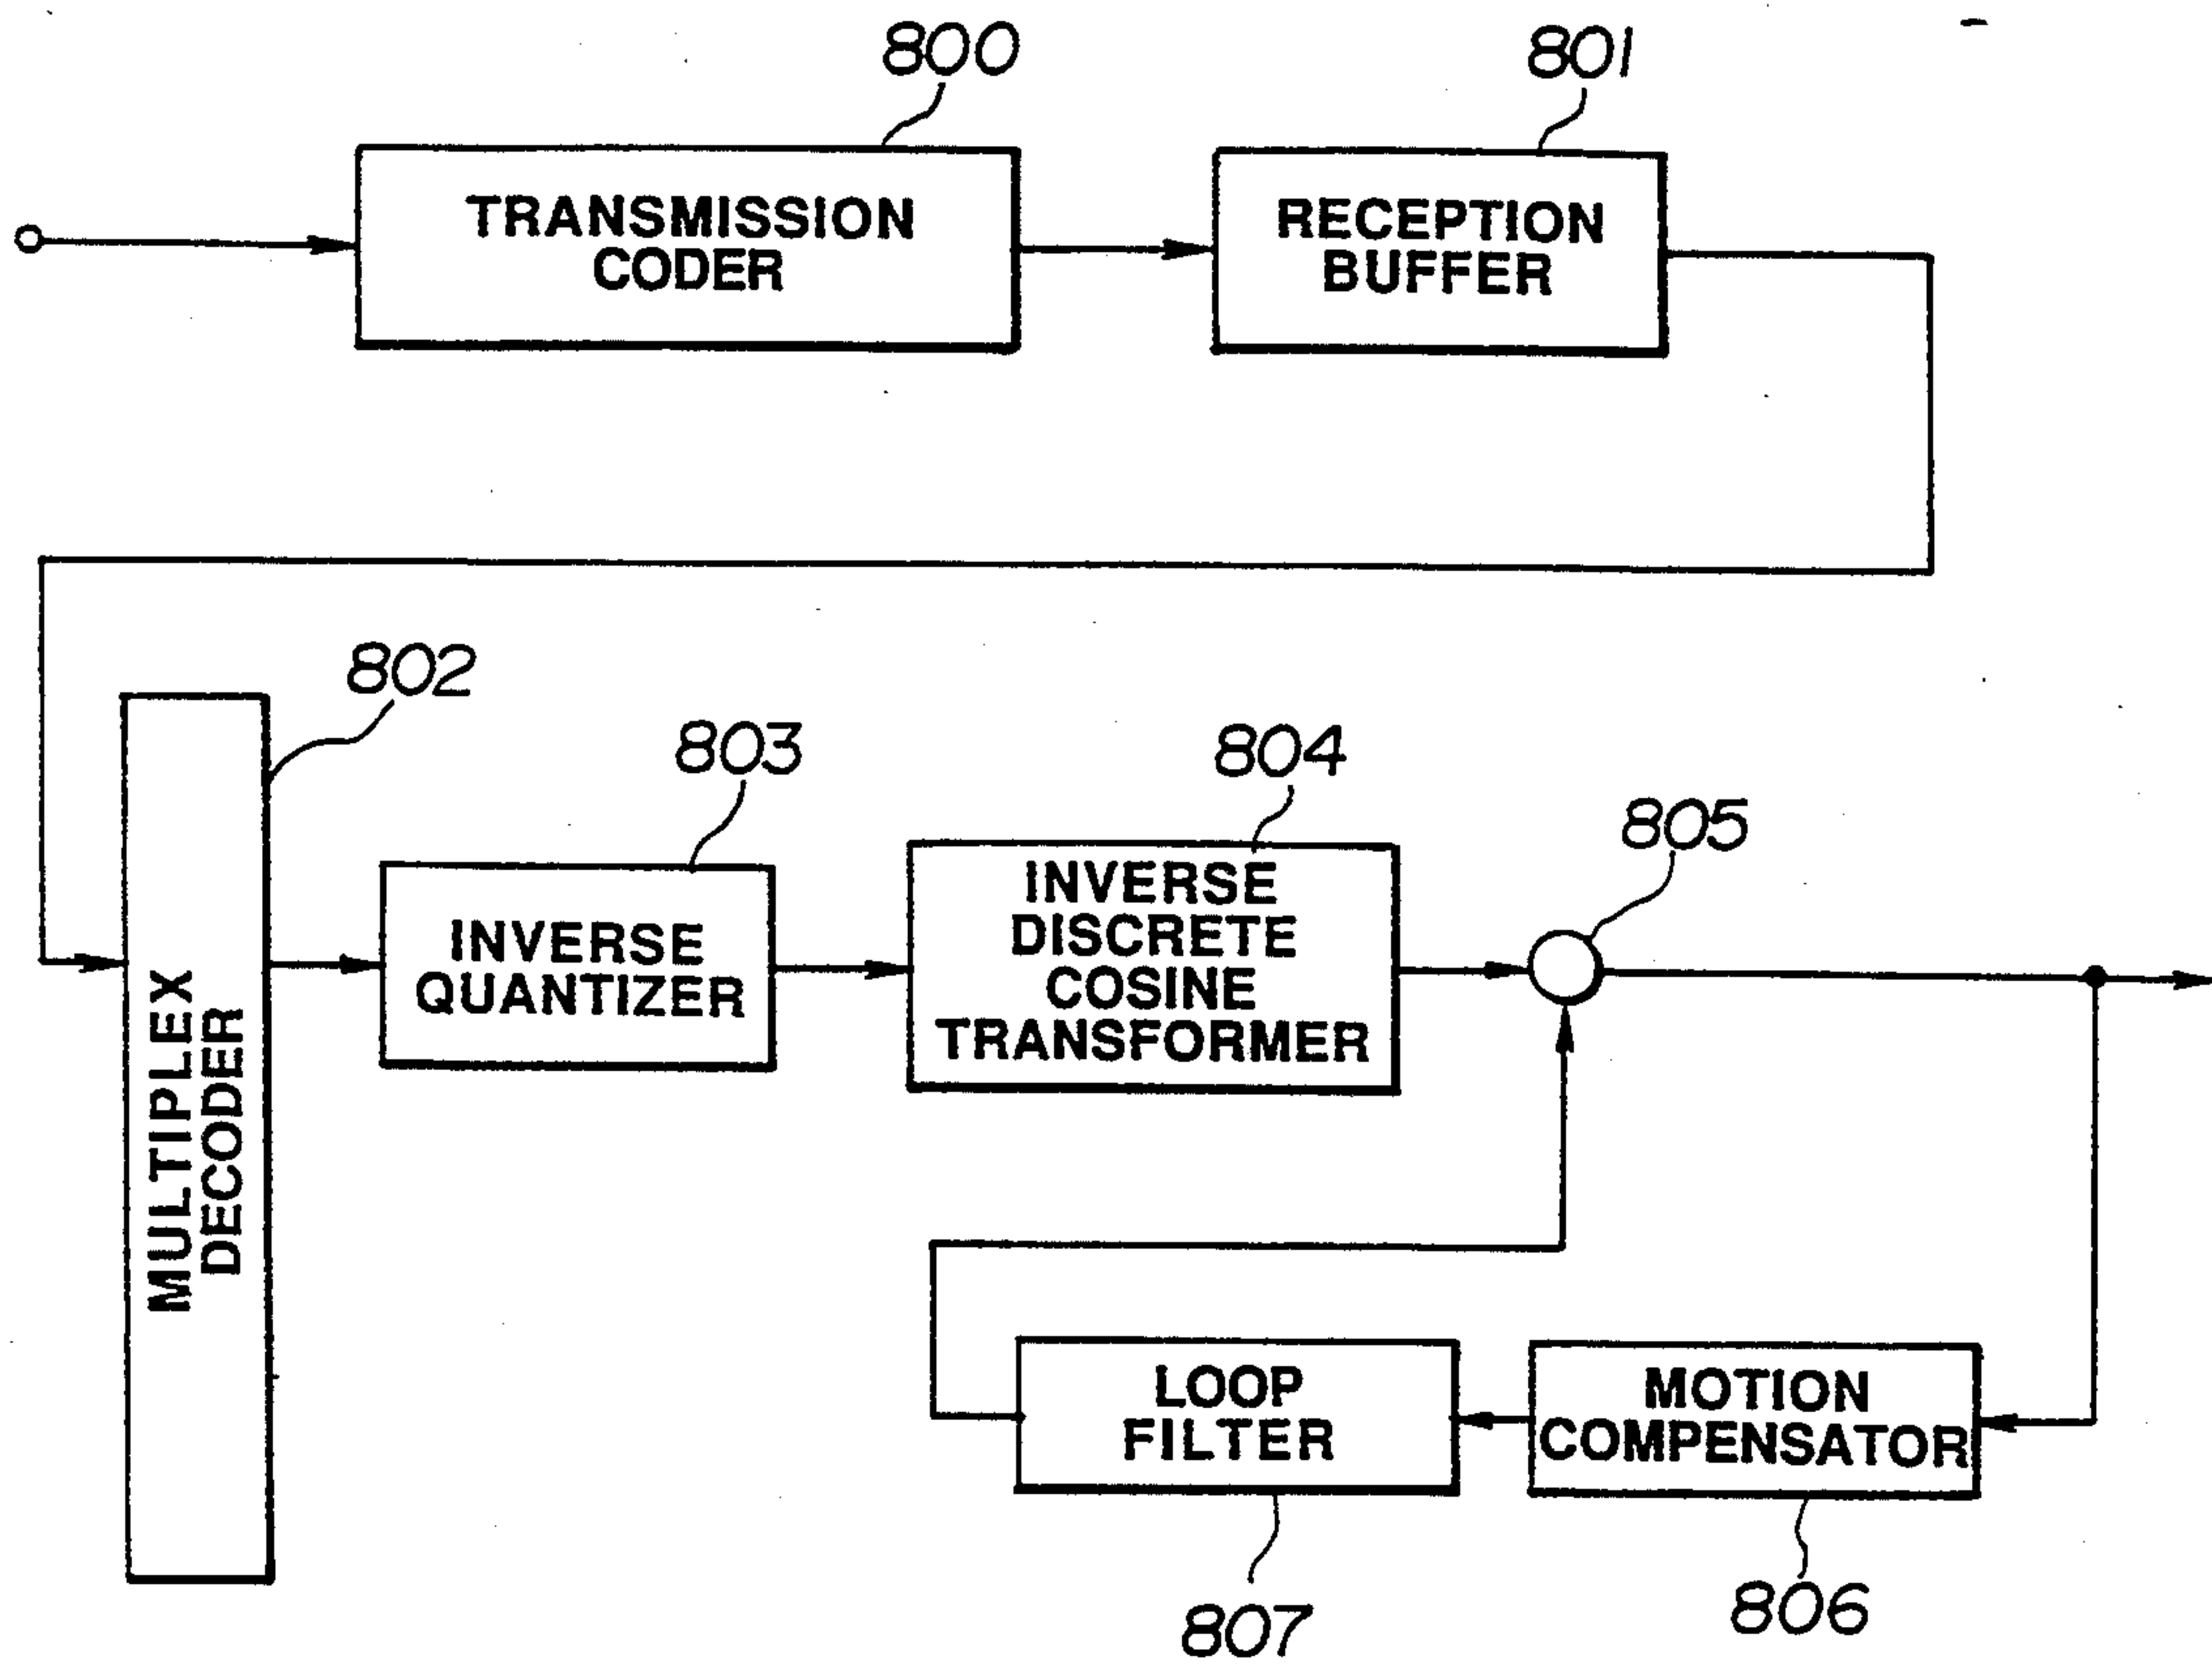 800
801
TRANSMISSION
CODER
RECEPTION
BUFFER
802
803
804
805
MULTIPLEX
DECODER
INVERSE
QUANTIZER
INVERSE
DISCRETE
COSINE
TRANSFORMER
LOOP
FILTER
MOTION
COMPENSATOR
807
806